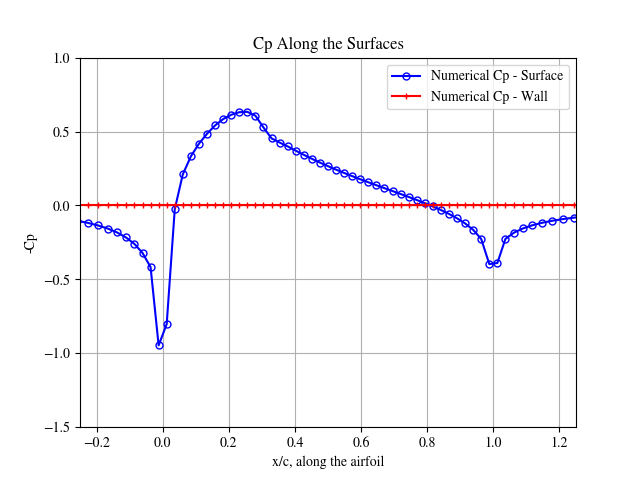 Cp Along the Surfaces
Numerical Cp - Surface
Numerical Cp - Wall
1.0
0.5
0.0
−0.5
−1.0
−1.5
-Cp
−0.2
0.0
0.2
0.4
0.6
0.8
1.0
1.2
x/c, along the airfoil